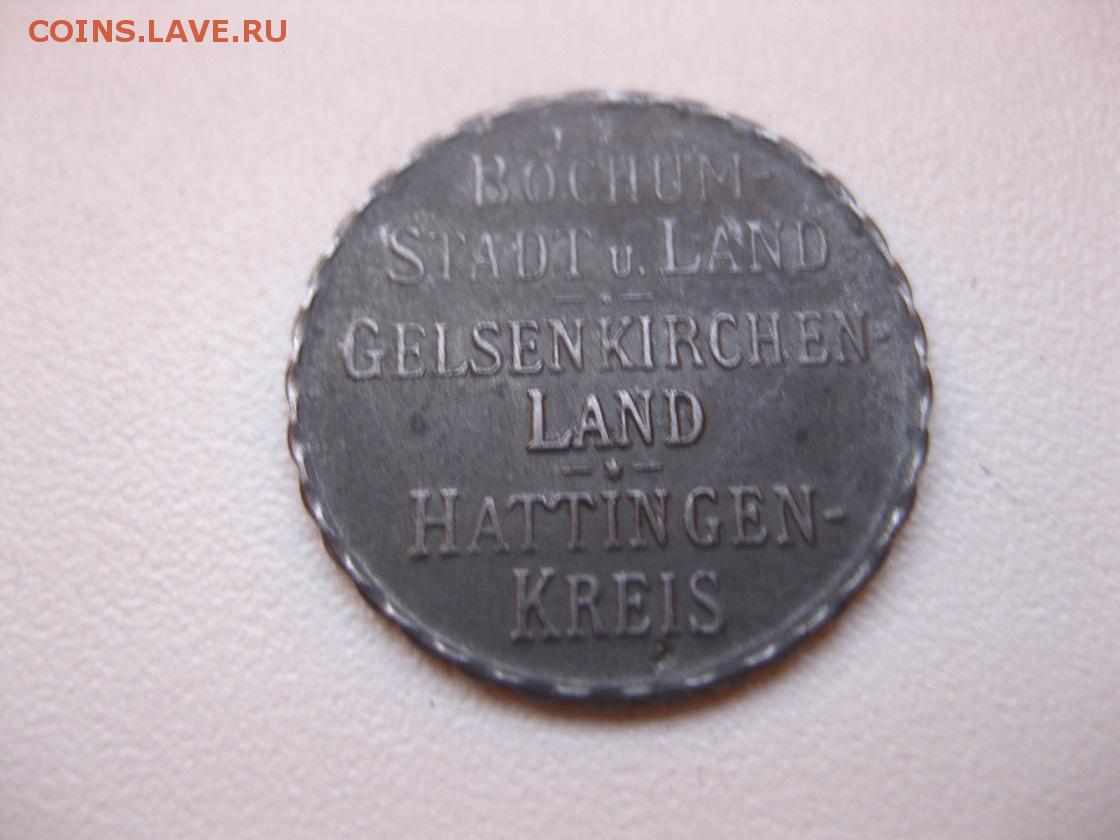 COINS.LAVE.RU
BOCHUM-
STADT u. LAND
GELSENKIRCHEN-
LAND
HATTINGEN-
KREIS